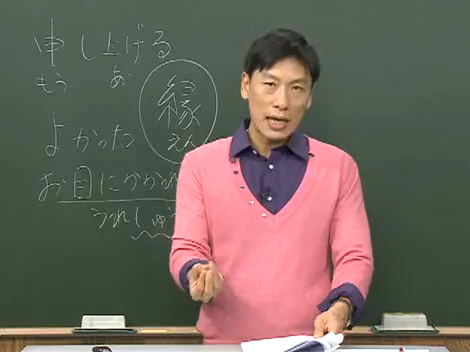 申し上げる
もう あ
縁
えん
よかった
お目にかかれ
うれし